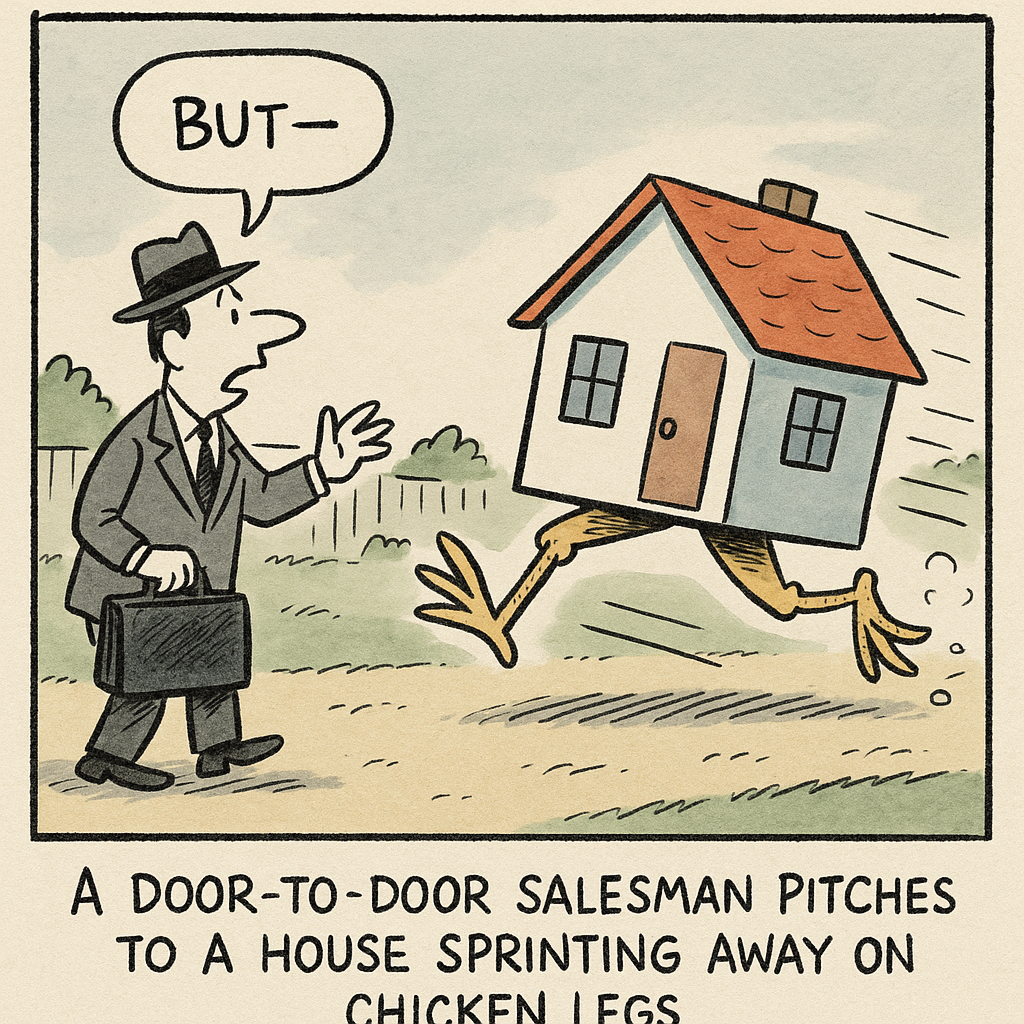 BUT—
A DOOR-TO-DOOR SALESMAN PITCHES
TO A HOUSE SPRINTING AWAY ON
CHICKEN LEGS